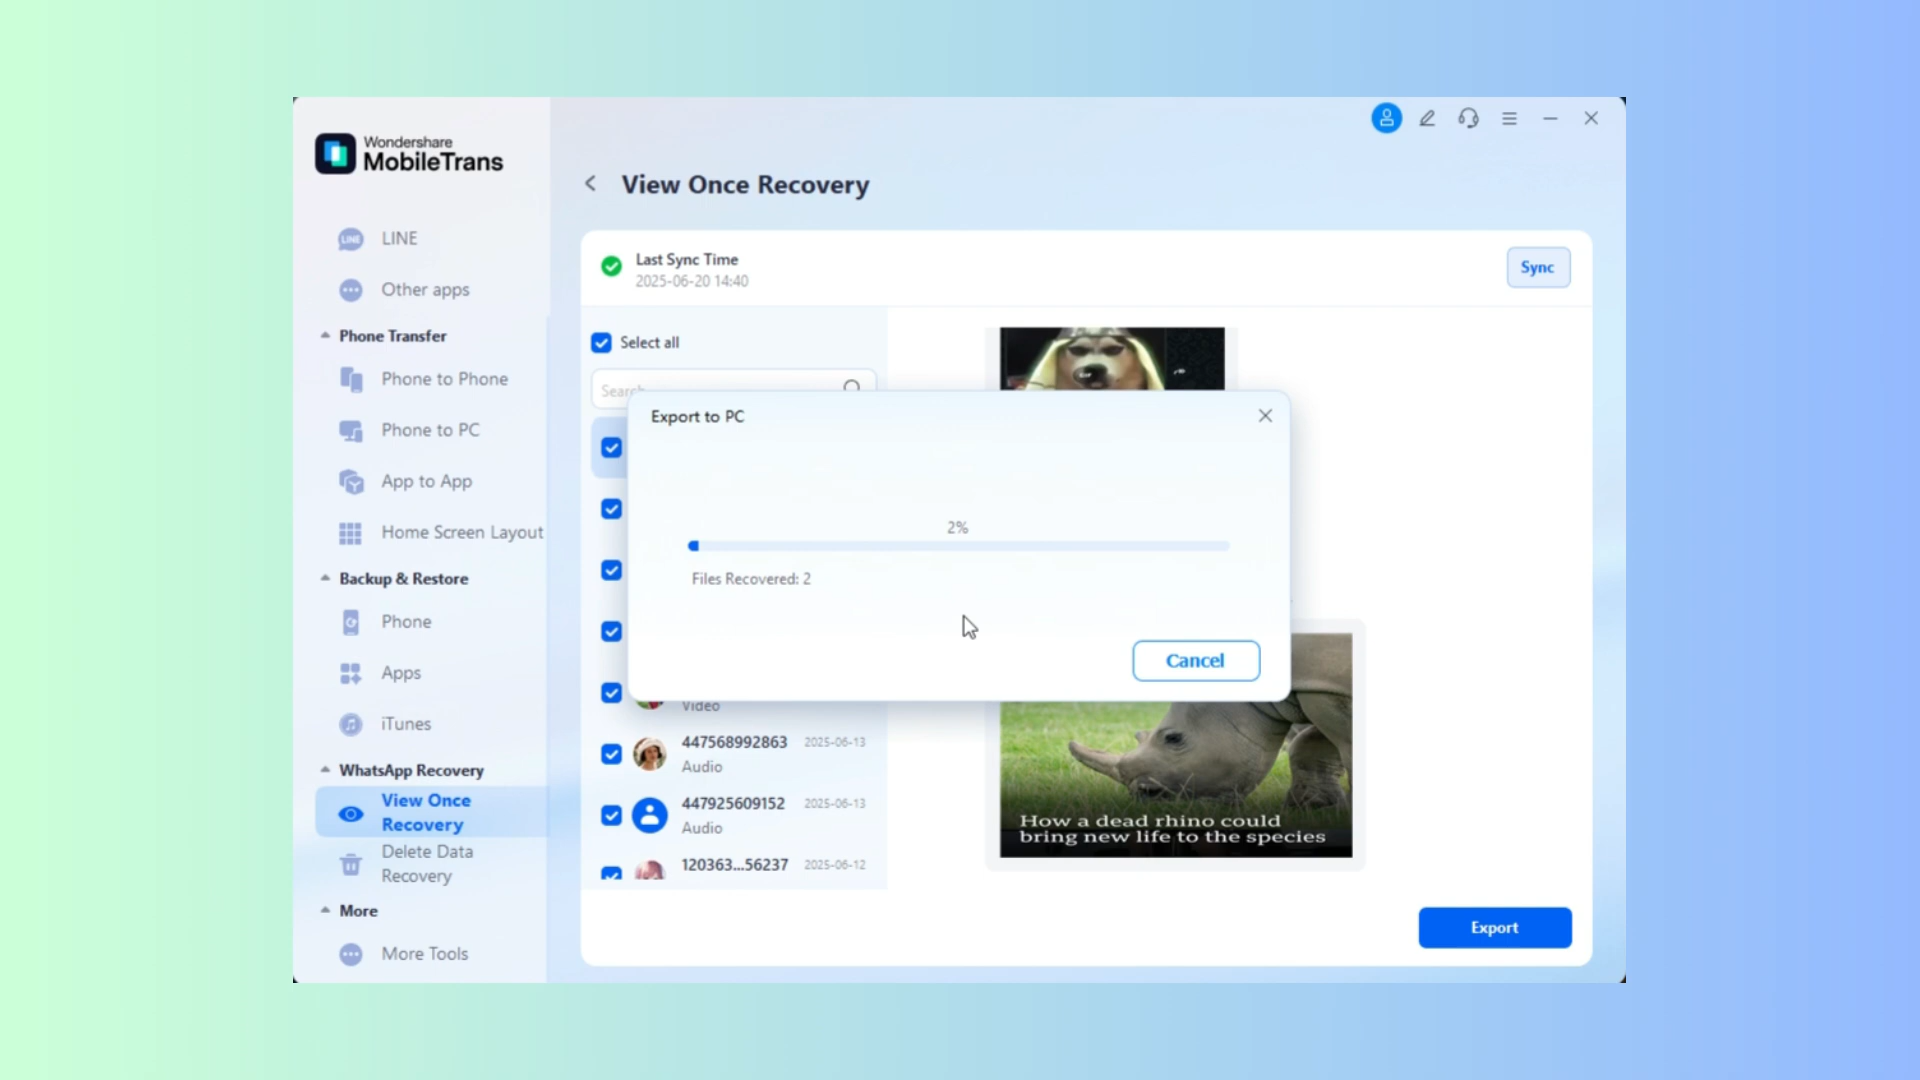 Wondershare
MobileTrans
LINE
LINE
Other apps
Phone Transfer
Phone to Phone
Phone to PC
App to App
Home Screen Layout
Backup & Restore
Phone
Apps
iTunes
WhatsApp Recovery
View Once
Recovery
Delete Data
Recovery
More
More Tools
View Once Recovery
Last Sync Time
2025-06-20 14:40
Sync
Select all
Export to PC
2%
Files Recovered: 2
Cancel
Video
447568992863 2025-06-13
Audio
447925609152 2025-06-13
Audio
120363...56237 2025-06-12
How a dead rhino could
bring new life to the species
Export